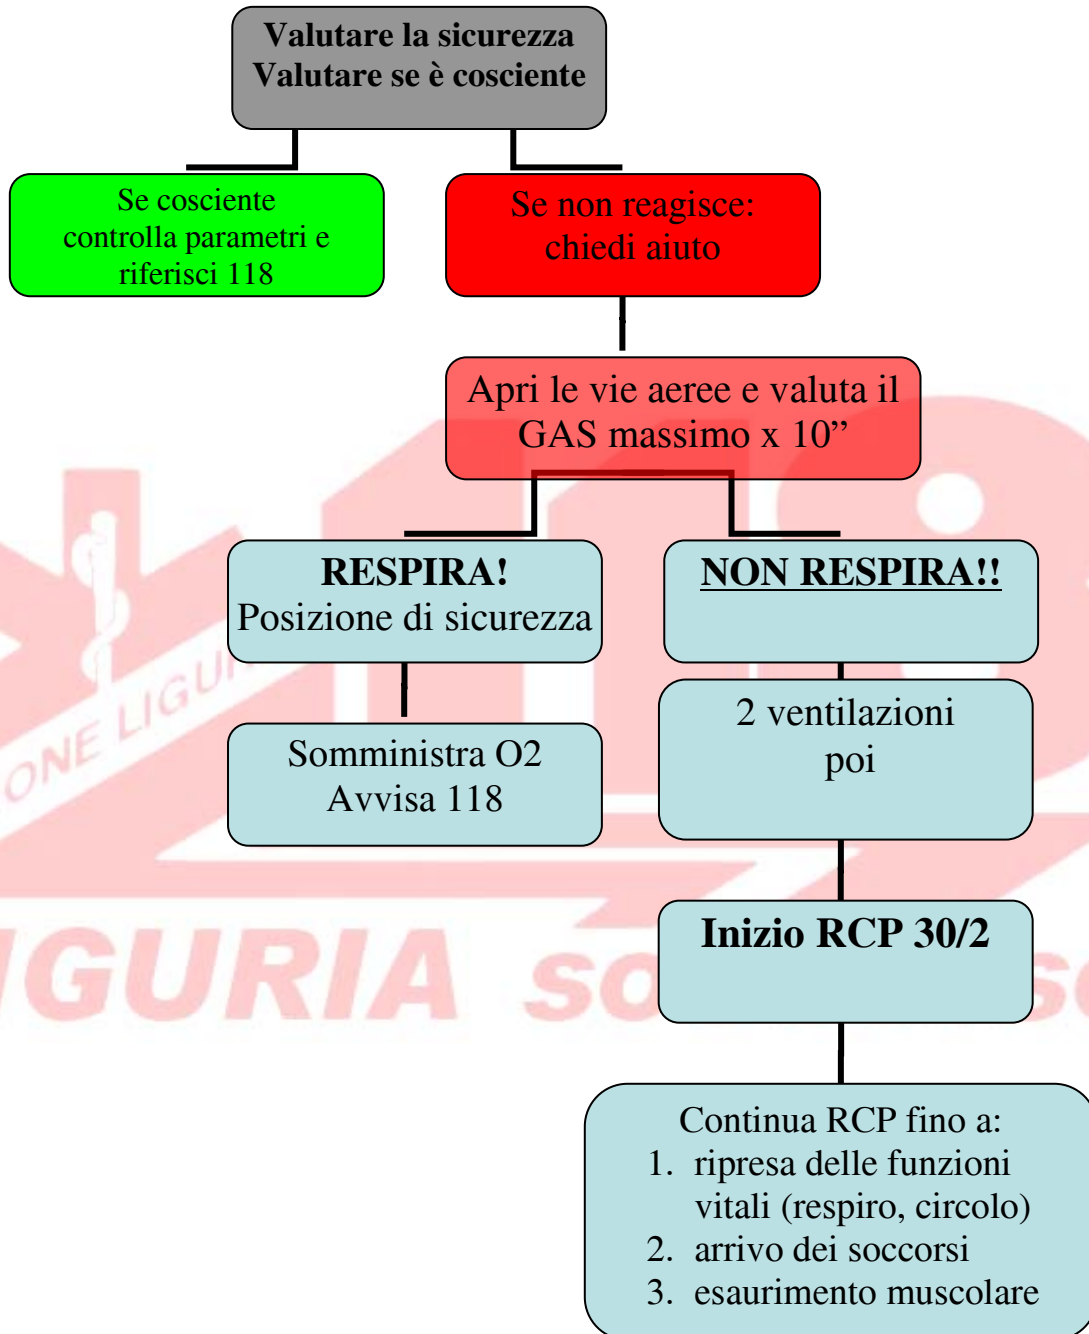 Valutare la sicurezza
Valutare se è cosciente
Se cosciente
controlla parametri e
riferisci 118
Se non reagisce:
chiedi aiuto
Apri le vie aeree e valuta il
GAS massimo x 10”
RESPIRA!
Posizione di sicurezza
NON RESPIRA!!
Somministra O2
Avvisa 118
2 ventilazioni
poi
Inizio RCP 30/2
Continua RCP fino a:
1. ripresa delle funzioni
vitali (respiro, circolo)
2. arrivo dei soccorsi
3. esaurimento muscolare
118